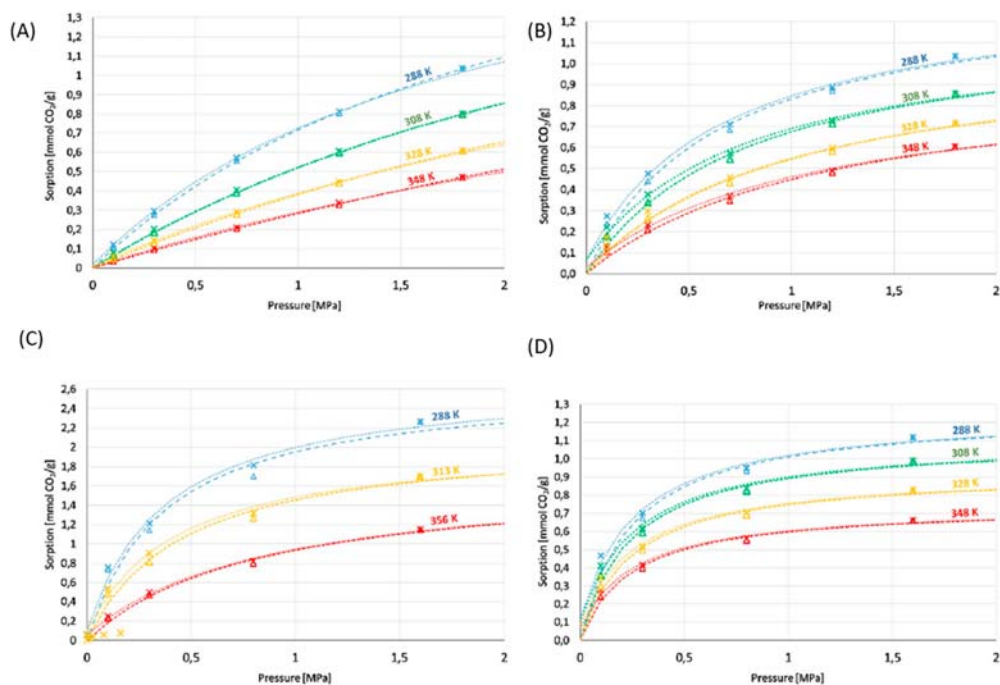 (A)
1,3
1,2
1,1
1
0,9
0,8
0,7
0,6
0,5
0,4
0,3
0,2
0,1
0
Sorption [mmol CO₂/g]
288 K
308 K
328 K
348 K
0 0,5 1 1,5 2
Pressure [MPa]
(B)
1,2
1,1
1,0
0,9
0,8
0,7
0,6
0,5
0,4
0,3
0,2
0,1
0,0
Sorption [mmol CO₂/g]
288 K
308 K
328 K
348 K
0 0,5 1 1,5 2
Pressure [MPa]
(C)
2,6
2,4
2,2
2
1,8
1,6
1,4
1,2
1
0,8
0,6
0,4
0,2
0
Sorption [mmol CO₂/g]
288 K
313 K
356 K
0 0,5 1 1,5 2
Pressure [MPa]
(D)
1,3
1,2
1,1
1,0
0,9
0,8
0,7
0,6
0,5
0,4
0,3
0,2
0,1
0,0
Sorption [mmol CO₂/g]
288 K
308 K
328 K
348 K
0 0,5 1 1,5 2
Pressure [MPa]